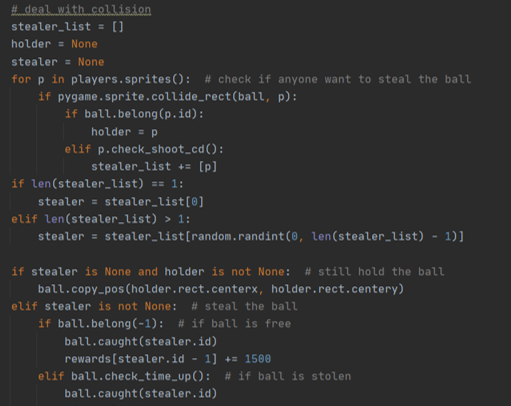 # deal with collision
stealer_list = []
holder = None
stealer = None
for p in players.sprites():  # check if anyone want to steal the ball
    if pygame.sprite.collide_rect(ball, p):
        if ball.belong(p.id):
            holder = p
        elif p.check_shoot_cd():
            stealer_list += [p]
if len(stealer_list) == 1:
    stealer = stealer_list[0]
elif len(stealer_list) > 1:
    stealer = stealer_list[random.randint(0, len(stealer_list) - 1)]

if stealer is None and holder is not None:  # still hold the ball
    ball.copy_pos(holder.rect.centerx, holder.rect.centery)
elif stealer is not None:  # steal the ball
    if ball.belong(-1):  # if ball is free
        ball.caught(stealer.id)
        rewards[stealer.id - 1] += 1500
    elif ball.check_time_up():  # if ball is stolen
        ball.caught(stealer.id)